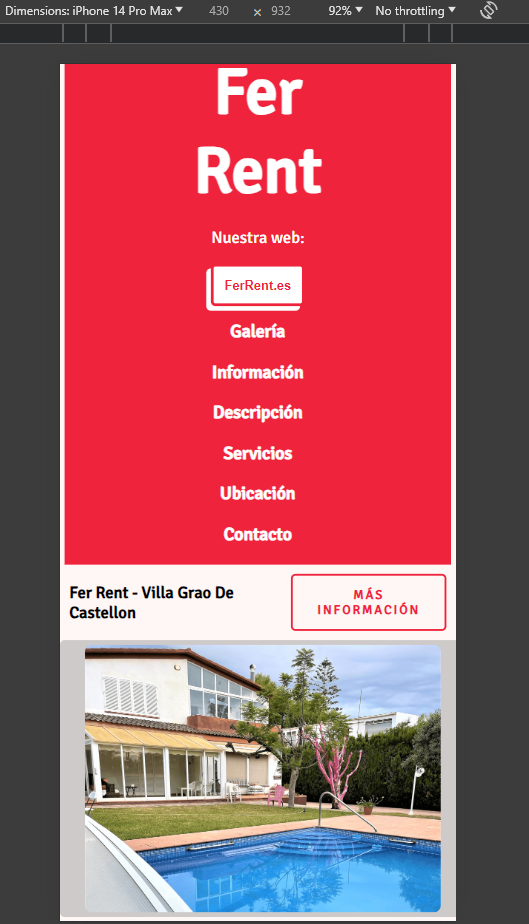 Dimensions: iPhone 14 Pro Max 430 × 932 92% No throttling
Fer
Rent
Nuestra web:
FerRent.es
Galería
Información
Descripción
Servicios
Ubicación
Contacto
Fer Rent - Villa Grao De
Castellon
MÁS
INFORMACIÓN